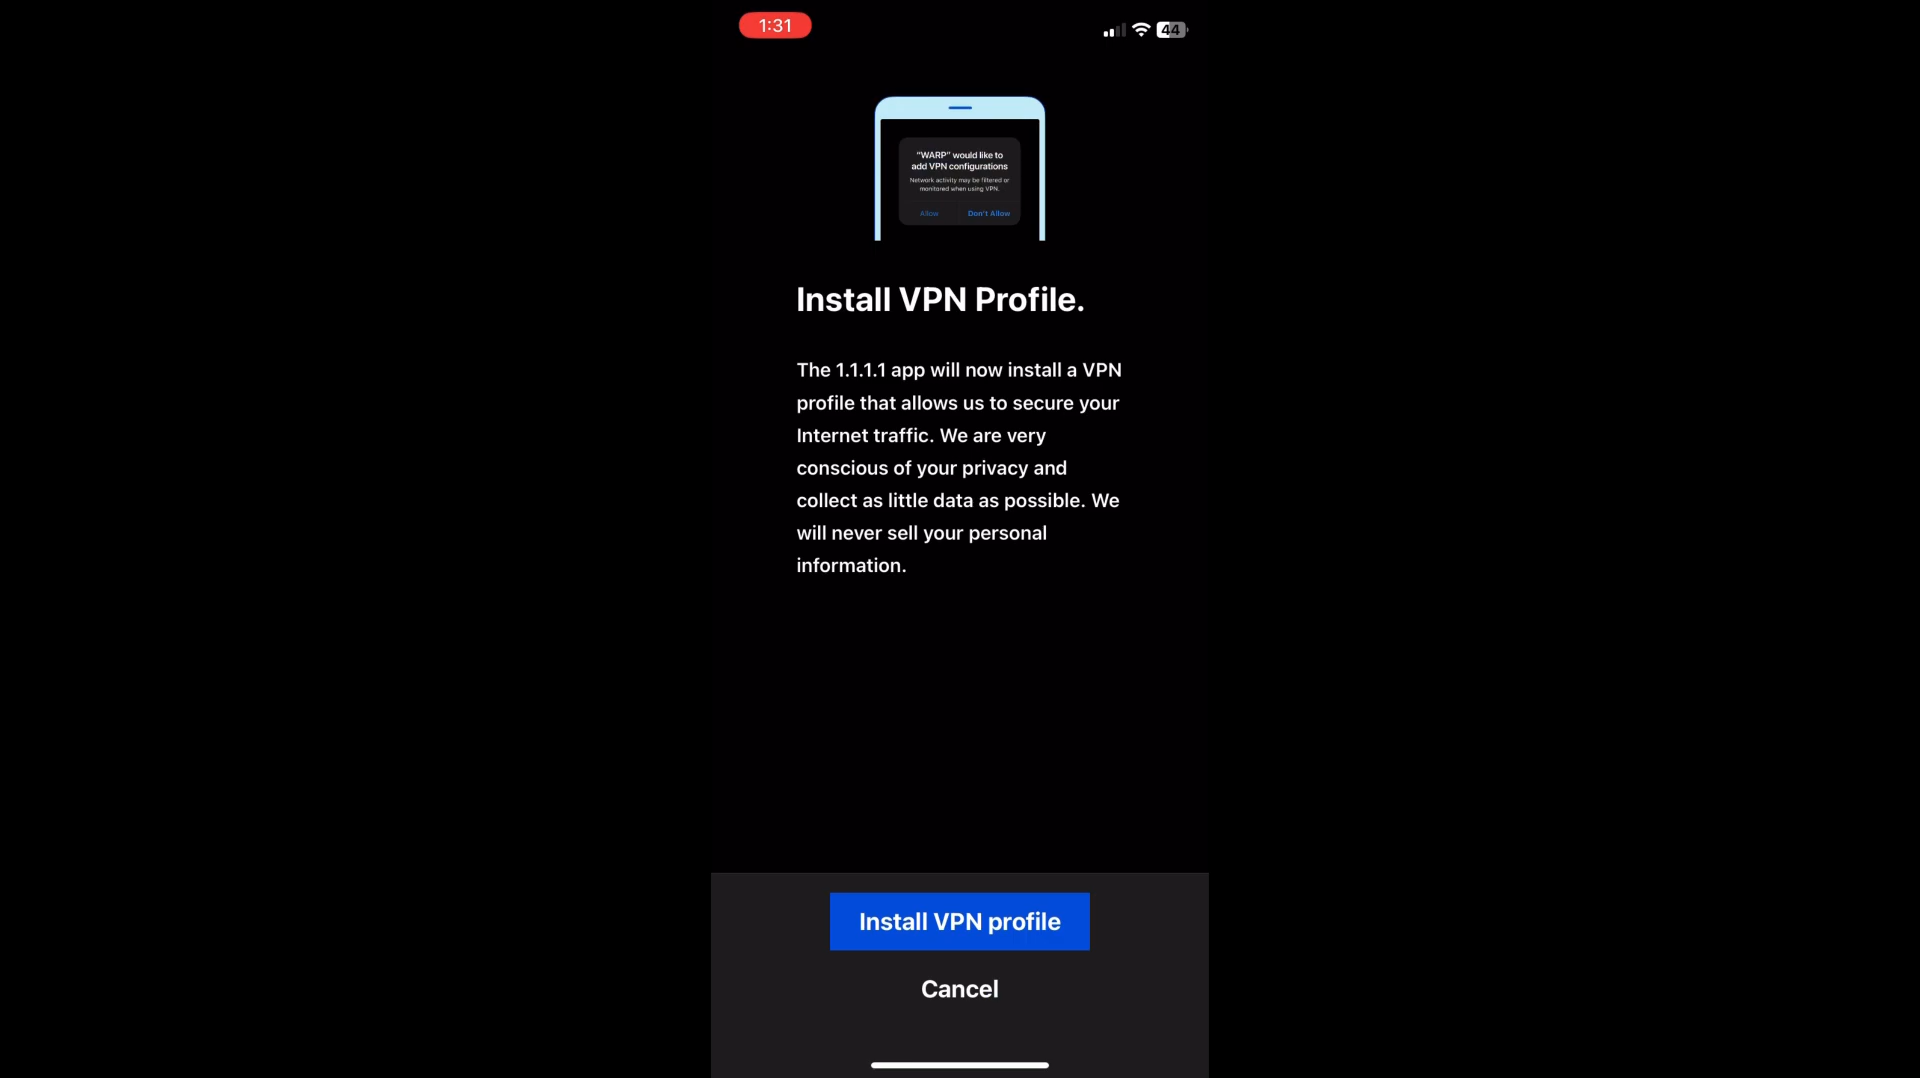 1:31
44
“WARP” would like to
add VPN configurations
Network activity may be filtered or
monitored when using VPN.
Allow
Don’t Allow
Install VPN Profile.
The 1.1.1.1 app will now install a VPN
profile that allows us to secure your
Internet traffic. We are very
conscious of your privacy and
collect as little data as possible. We
will never sell your personal
information.
Install VPN profile
Cancel